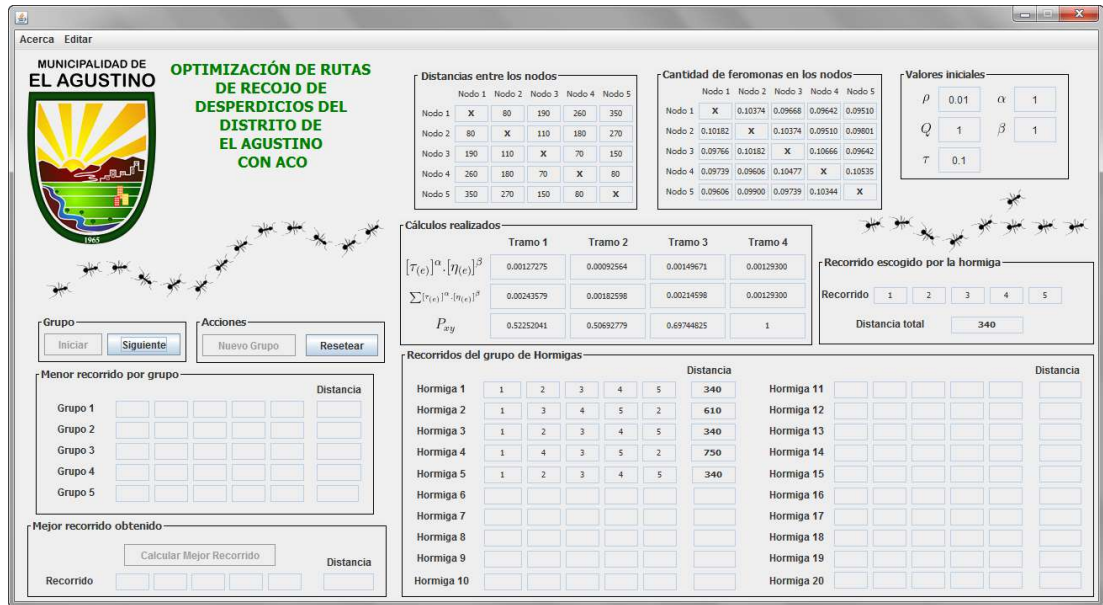 Acerca Editar
MUNICIPALIDAD DE
EL AGUSTINO
1965
OPTIMIZACIÓN DE RUTAS
DE RECOJO DE
DESPERDICIOS DEL
DISTRITO DE
EL AGUSTINO
CON ACO
Distancias entre los nodos
Nodo 1 Nodo 2 Nodo 3 Nodo 4 Nodo 5
Nodo 1 X 80 190 260 350
Nodo 2 80 X 110 180 270
Nodo 3 190 110 X 70 150
Nodo 4 260 180 70 X 80
Nodo 5 350 270 150 80 X
Cantidad de feromonas en los nodos
Nodo 1 Nodo 2 Nodo 3 Nodo 4 Nodo 5
Nodo 1 X 0.10374 0.09668 0.09642 0.09510
Nodo 2 0.10182 X 0.10374 0.09510 0.09801
Nodo 3 0.09766 0.10182 X 0.10666 0.09642
Nodo 4 0.09739 0.09606 0.10477 X 0.10535
Nodo 5 0.09606 0.09900 0.09739 0.10344 X
Valores iniciales
ρ 0.01 α 1
Q 1 β 1
τ 0.1
Cálculos realizados
Tramo 1 Tramo 2 Tramo 3 Tramo 4
[τ(e)]^α.[η(e)]^β 0.00127275 0.00092564 0.00149671 0.00129300
∑[τ(e)]^α.[η(e)]^β 0.00243579 0.00182598 0.00214598 0.00129300
Pxy 0.52252041 0.50692779 0.69744825 1
Recorrido escogido por la hormiga
Recorrido 1 2 3 4 5
Distancia total 340
Grupo
Iniciar Siguiente
Acciones
Nuevo Grupo Resetear
Menor recorrido por grupo
Distancia
Grupo 1
Grupo 2
Grupo 3
Grupo 4
Grupo 5
Mejor recorrido obtenido
Calcular Mejor Recorrido
Distancia
Recorrido
Recorridos del grupo de Hormigas
Distancia
Hormiga 1 1 2 3 4 5 340
Hormiga 2 1 3 4 5 2 610
Hormiga 3 1 2 3 4 5 340
Hormiga 4 1 4 3 5 2 750
Hormiga 5 1 2 3 4 5 340
Hormiga 6
Hormiga 7
Hormiga 8
Hormiga 9
Hormiga 10
Distancia
Hormiga 11
Hormiga 12
Hormiga 13
Hormiga 14
Hormiga 15
Hormiga 16
Hormiga 17
Hormiga 18
Hormiga 19
Hormiga 20